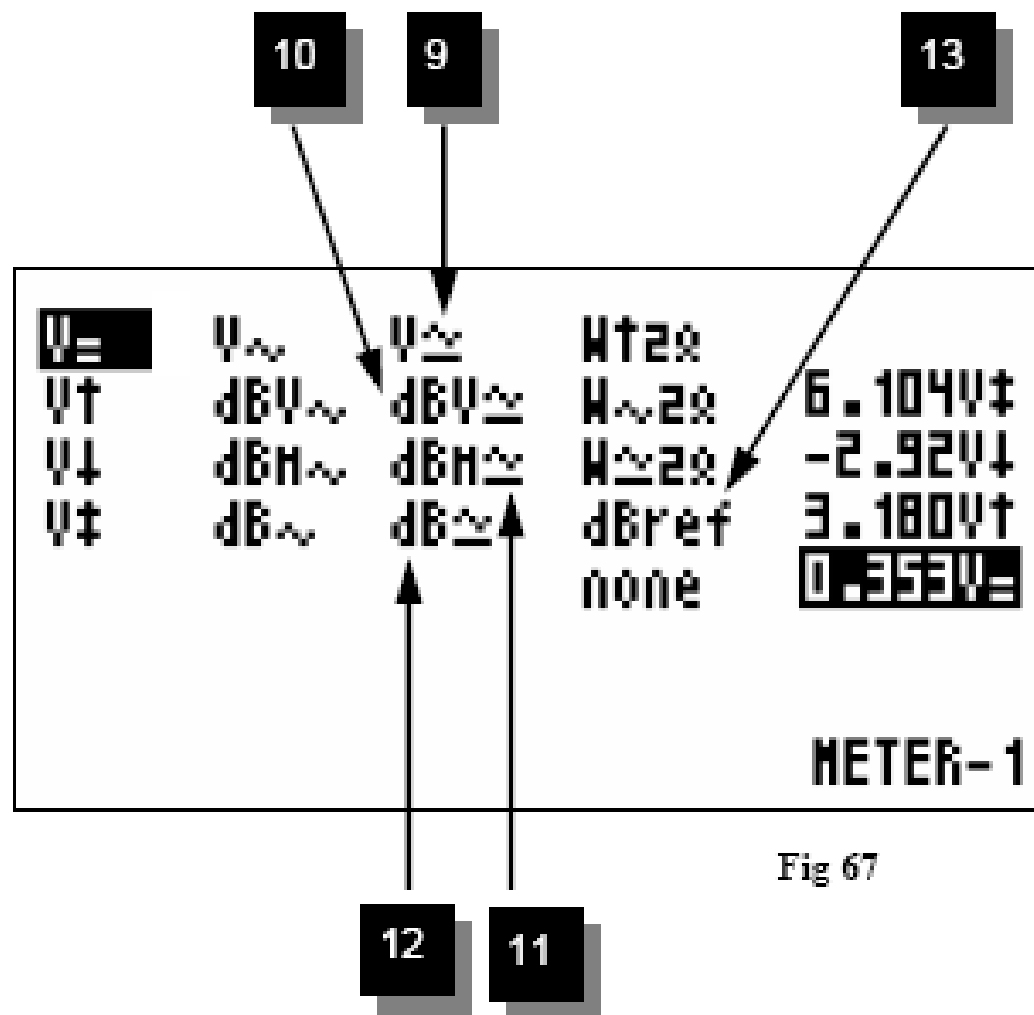 10 9 13
V= V~ V≃ W↑2Ω
V↑ dBV~ dBV≃ W~2Ω 6.104V‡
V↓ dBM~ dBM≃ W≃2Ω -2.92V↓
V‡ dB~ dB≃ dBref 3.180V↑
none 0.353V=
METER-1
Fig 67
12 11